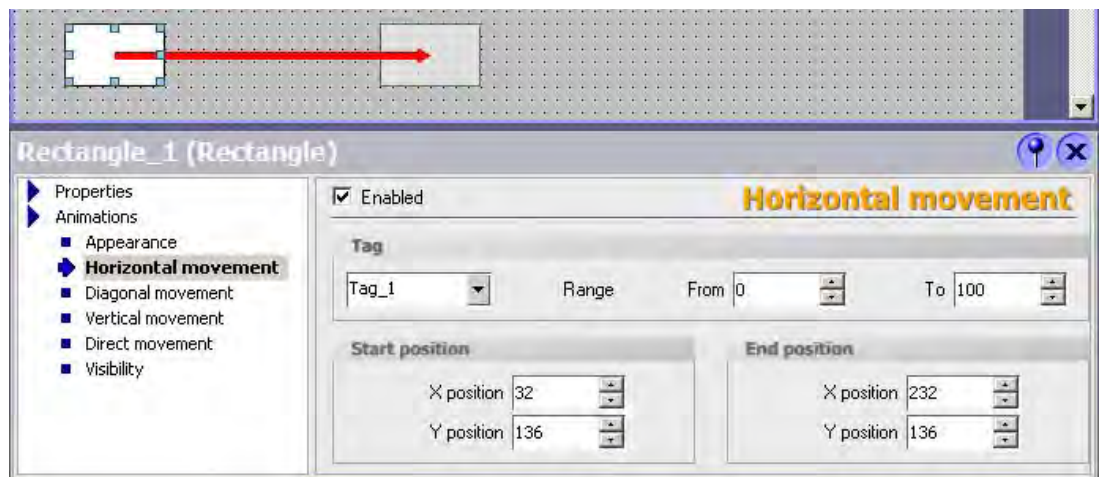 Rectangle_1 (Rectangle)
Properties
Animations
Appearance
Horizontal movement
Diagonal movement
Vertical movement
Direct movement
Visibility
Enabled
Horizontal movement
Tag
Tag_1 Range From 0 To 100
Start position
X position 32
Y position 136
End position
X position 232
Y position 136